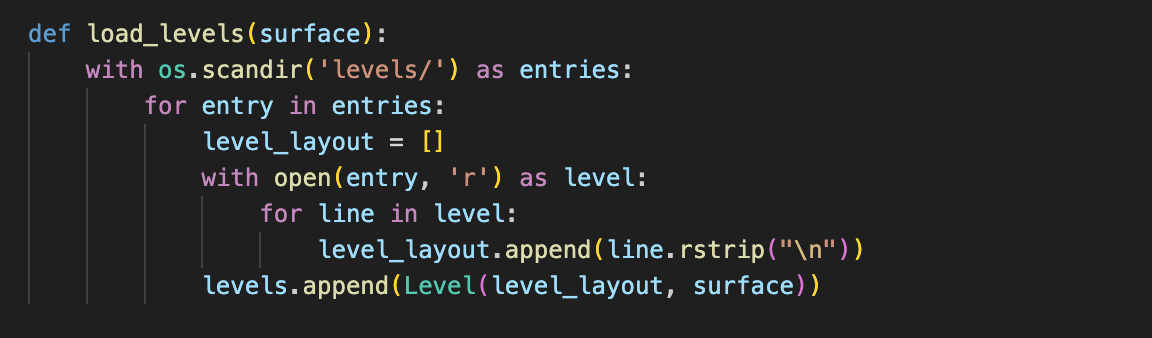 def load_levels(surface):
    with os.scandir('levels/') as entries:
        for entry in entries:
            level_layout = []
            with open(entry, 'r') as level:
                for line in level:
                    level_layout.append(line.rstrip("\n"))
            levels.append(Level(level_layout, surface))